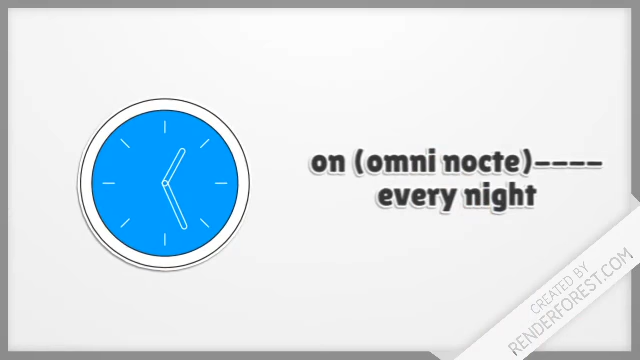 on (omni nocte)----
every night
CREATED BY
RENDERFOREST.COM